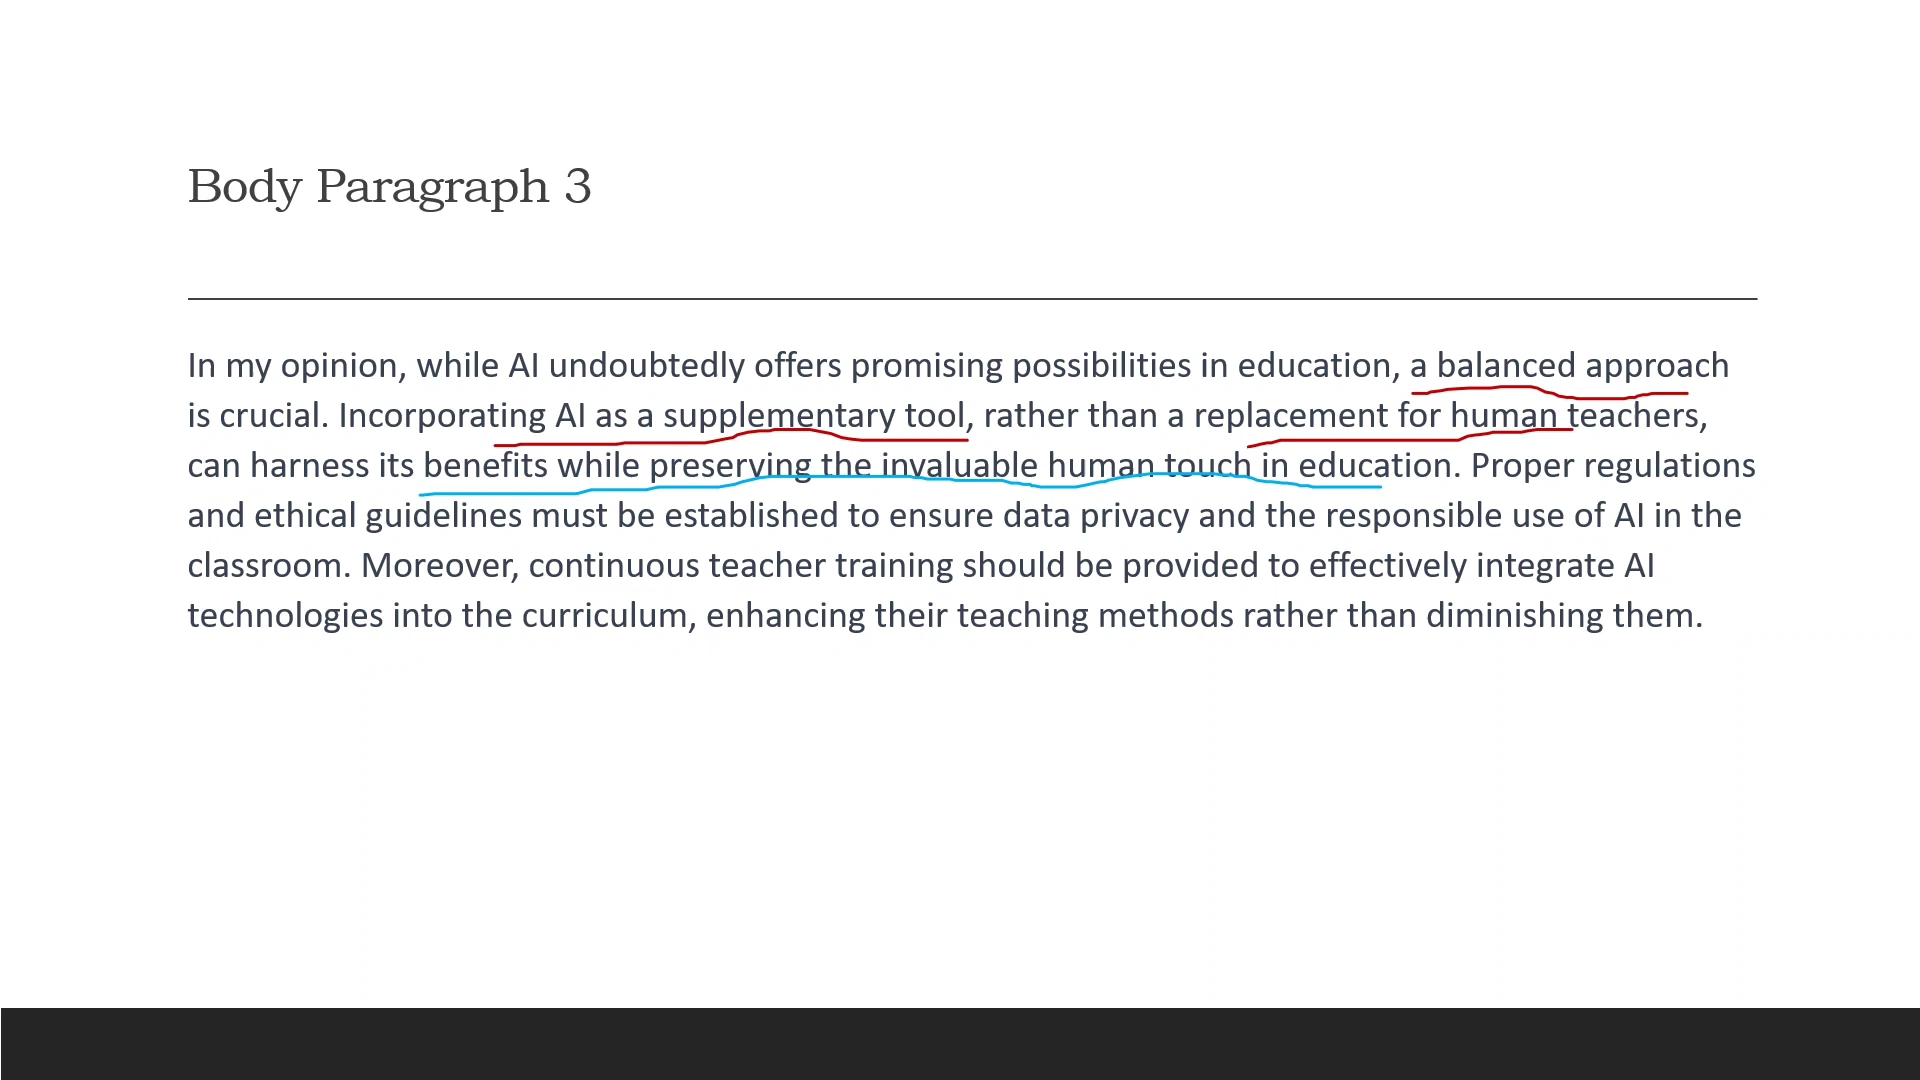 Body Paragraph 3
In my opinion, while AI undoubtedly offers promising possibilities in education, a balanced approach
is crucial. Incorporating AI as a supplementary tool, rather than a replacement for human teachers,
can harness its benefits while preserving the invaluable human touch in education. Proper regulations
and ethical guidelines must be established to ensure data privacy and the responsible use of AI in the
classroom. Moreover, continuous teacher training should be provided to effectively integrate AI
technologies into the curriculum, enhancing their teaching methods rather than diminishing them.